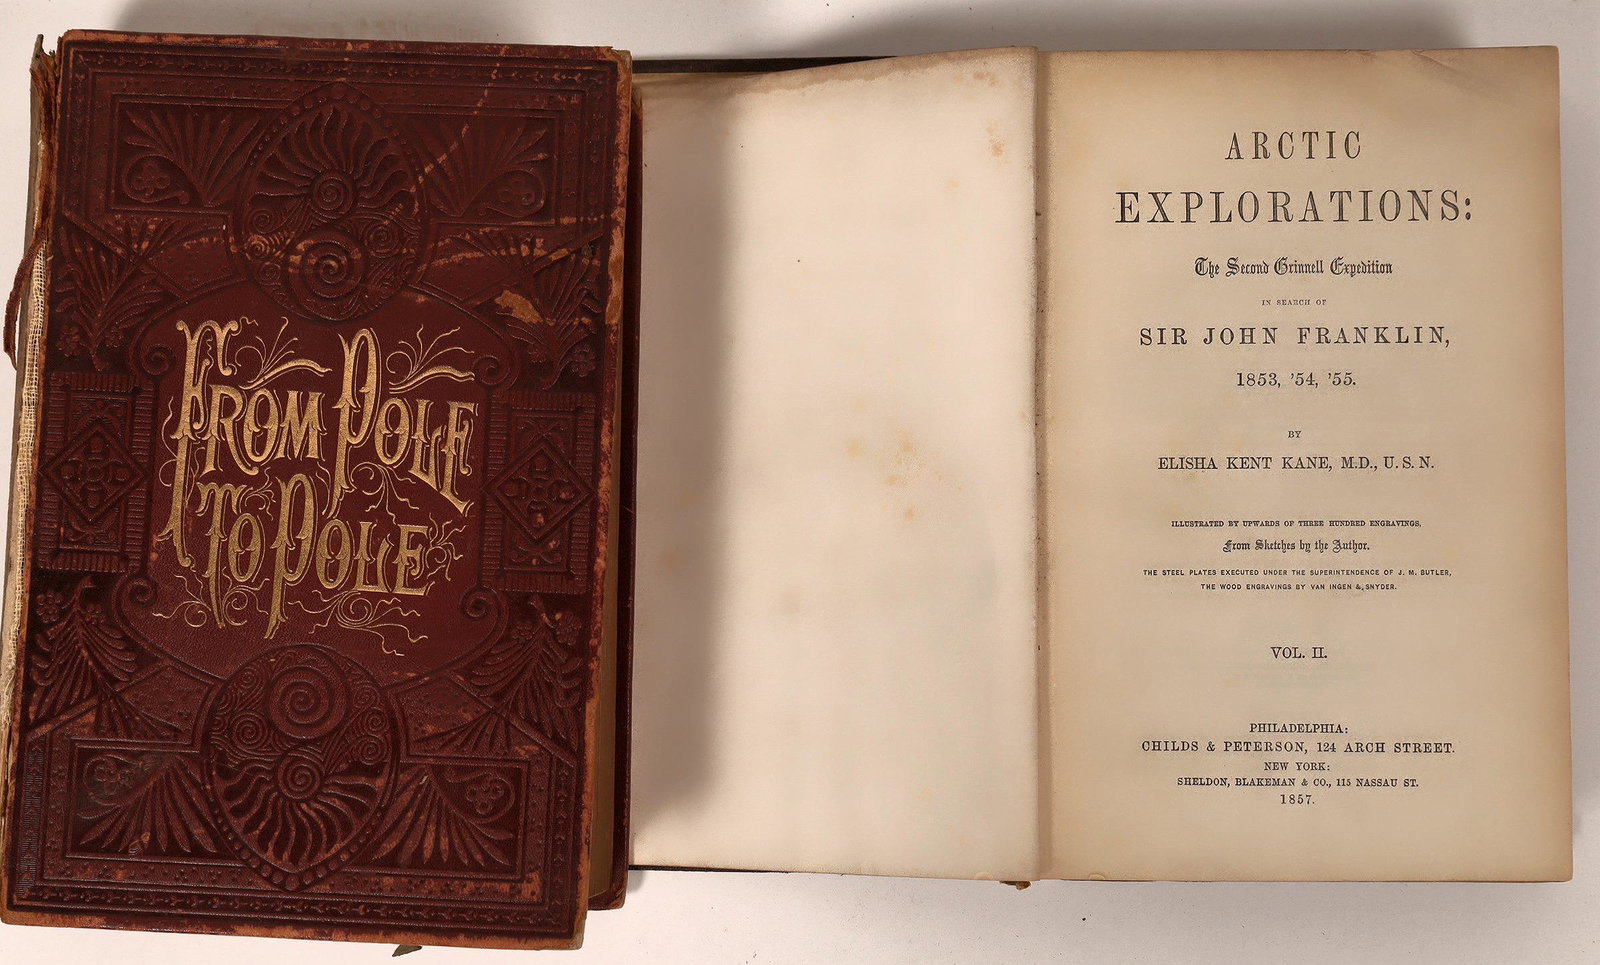 FROM POLE
TO POLE
ARCTIC
EXPLORATIONS:
The Second Grinnell Expedition
IN SEARCH OF
SIR JOHN FRANKLIN,
1853, '54, '55.
BY
ELISHA KENT KANE, M.D., U. S. N.
ILLUSTRATED BY UPWARDS OF THREE HUNDRED ENGRAVINGS,
From Sketches by the Author.
THE STEEL PLATES EXECUTED UNDER THE SUPERINTENDENCE OF J. M. BUTLER,
THE WOOD ENGRAVINGS BY VAN INGEN & SNYDER.
VOL. II.
PHILADELPHIA:
CHILDS & PETERSON, 124 ARCH STREET.
NEW YORK:
SHELDON, BLAKEMAN & CO., 115 NASSAU ST.
1857.